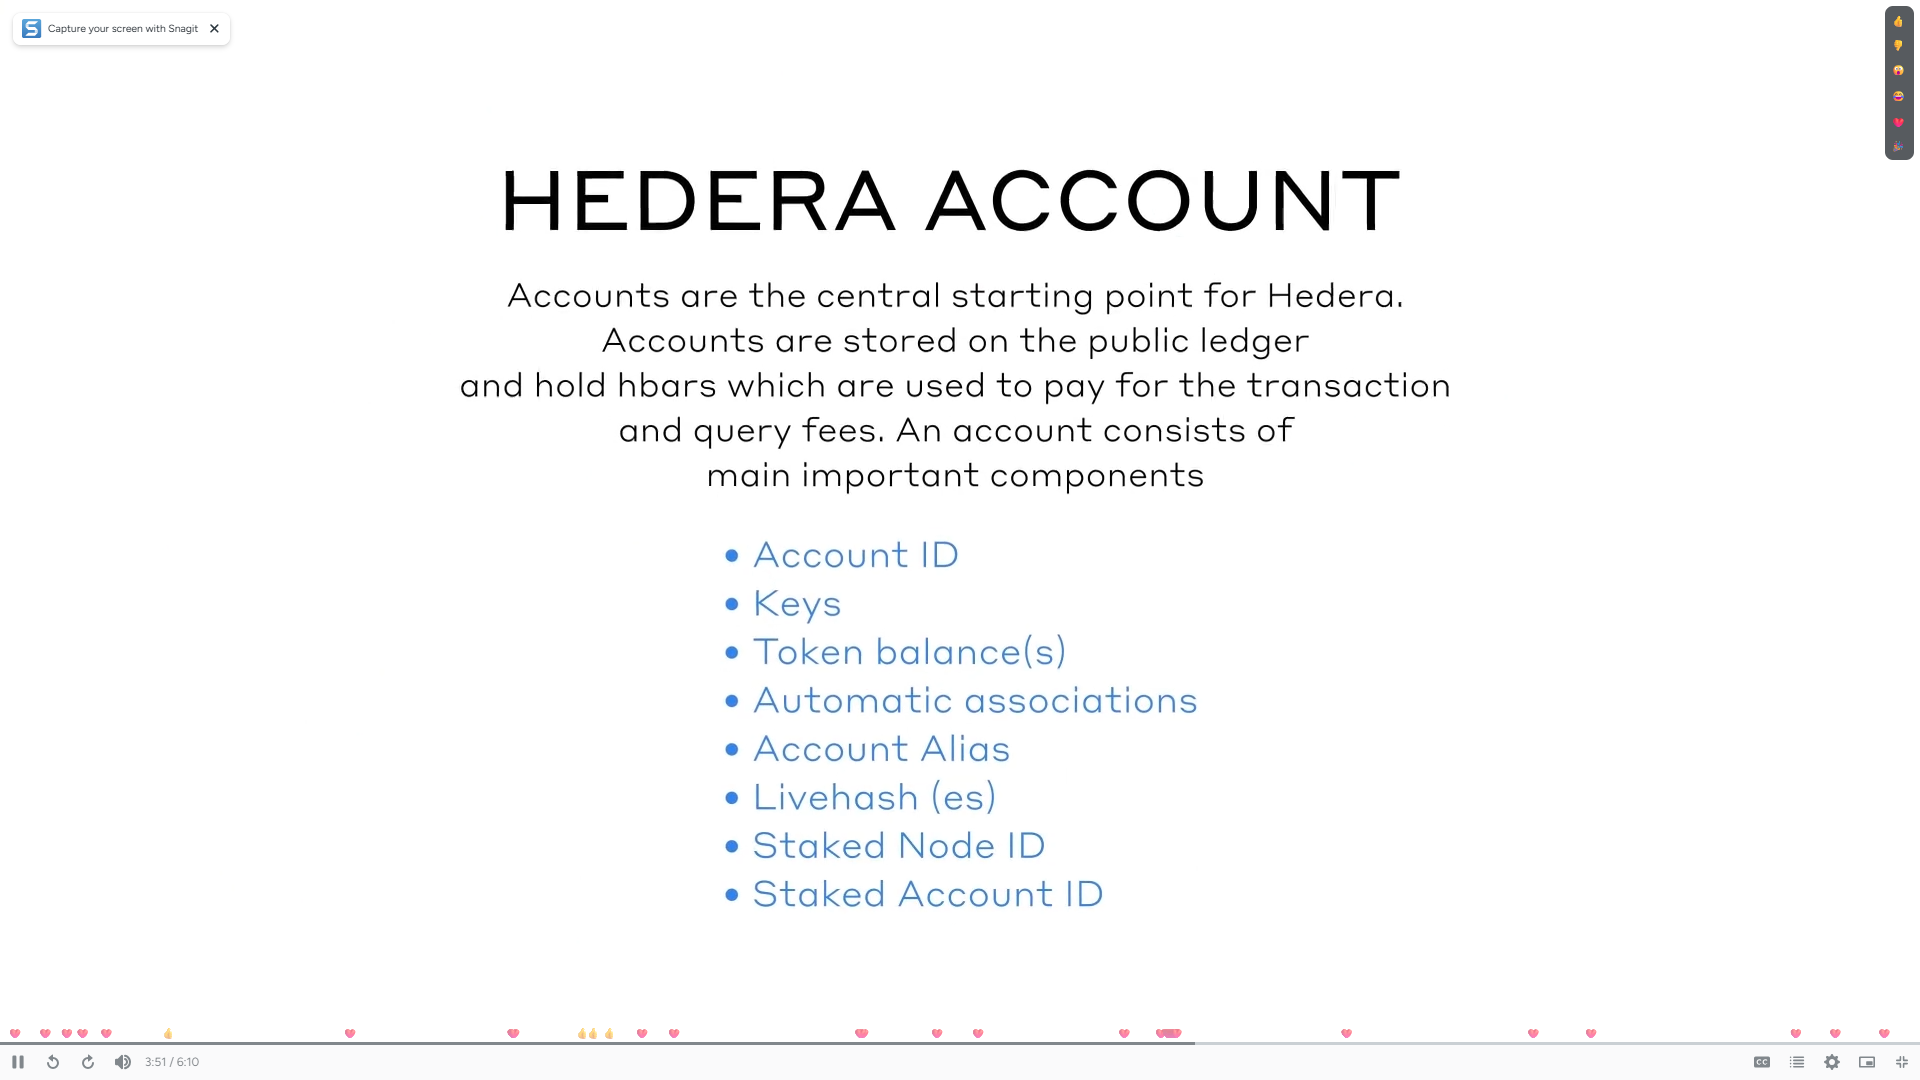 Capture your screen with Snagit
HEDERA ACCOUNT
Accounts are the central starting point for Hedera.
Accounts are stored on the public ledger
and hold hbars which are used to pay for the transaction
and query fees. An account consists of
main important components
• Account ID
• Keys
• Token balance(s)
• Automatic associations
• Account Alias
• Livehash (es)
• Staked Node ID
• Staked Account ID
3:51 / 6:10
CC